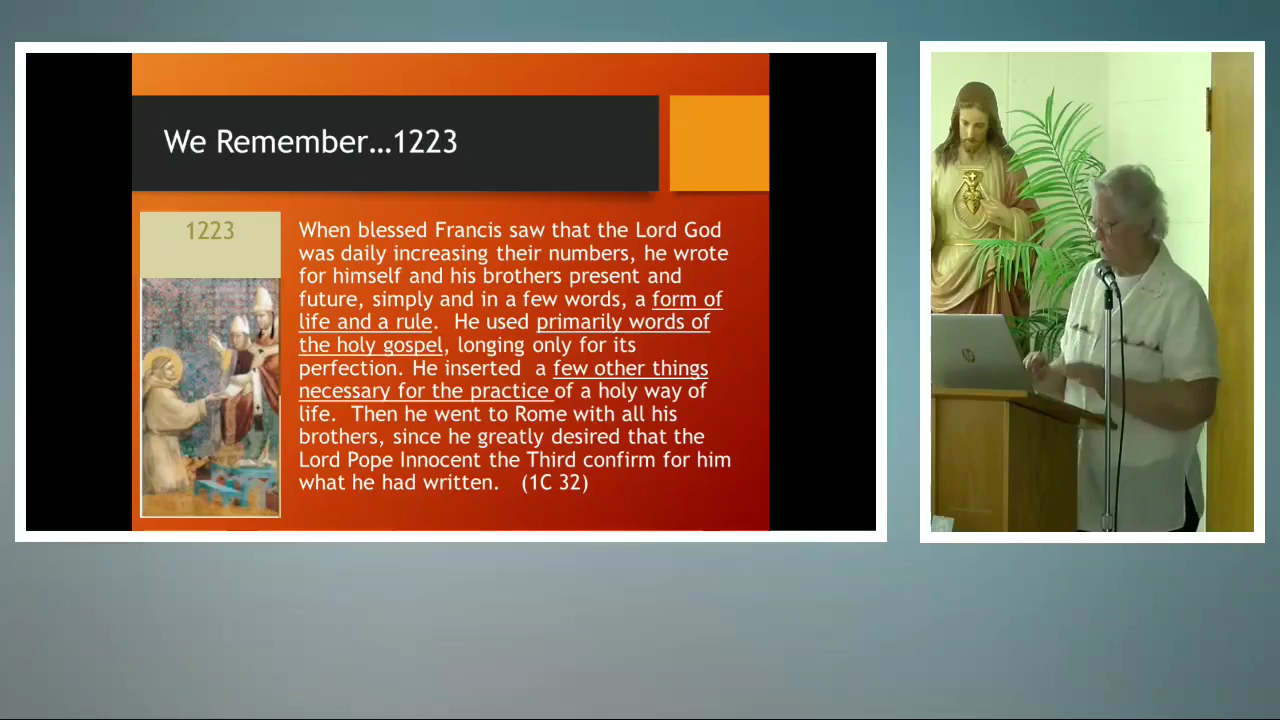 We Remember…1223
1223
When blessed Francis saw that the Lord God
was daily increasing their numbers, he wrote
for himself and his brothers present and
future, simply and in a few words, a form of
life and a rule.  He used primarily words of
the holy gospel, longing only for its
perfection. He inserted  a few other things
necessary for the practice of a holy way of
life.  Then he went to Rome with all his
brothers, since he greatly desired that the
Lord Pope Innocent the Third confirm for him
what he had written.   (1C 32)